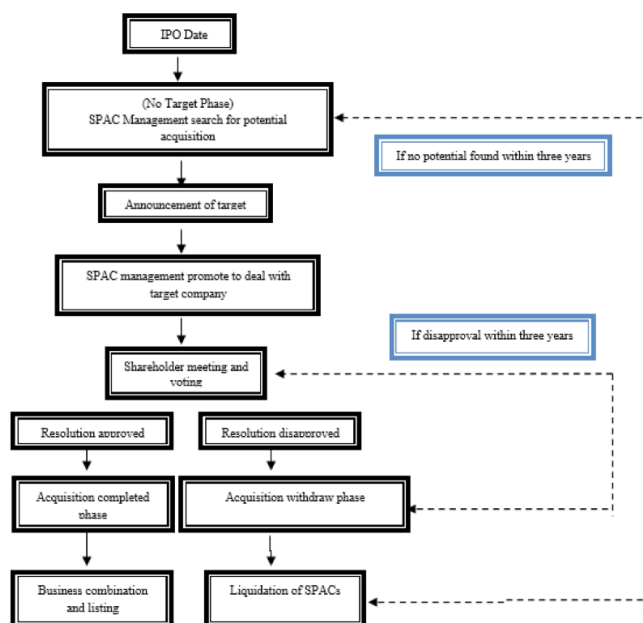 IPO Date
(No Target Phase)
SPAC Management search for potential
acquisition
If no potential found within three years
Announcement of target
SPAC management promote to deal with
target company
If disapproval within three years
Shareholder meeting and
voting
Resolution approved
Resolution disapproved
Acquisition completed
phase
Acquisition withdraw phase
Business combination
and listing
Liquidation of SPACs